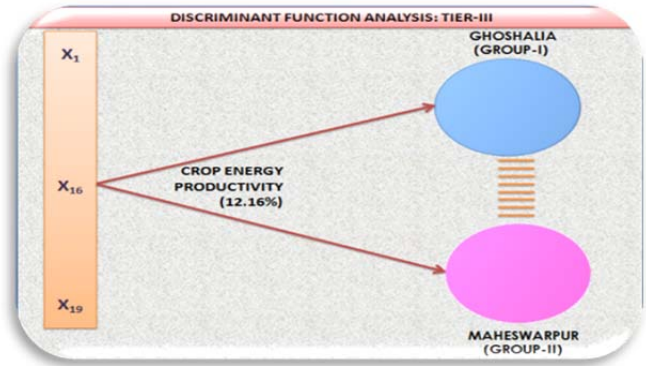 DISCRIMINANT FUNCTION ANALYSIS: TIER-III
GHOSHALIA
(GROUP-I)
X1
CROP ENERGY
PRODUCTIVITY
(12.16%)
X16
X19
MAHESWARPUR
(GROUP-II)